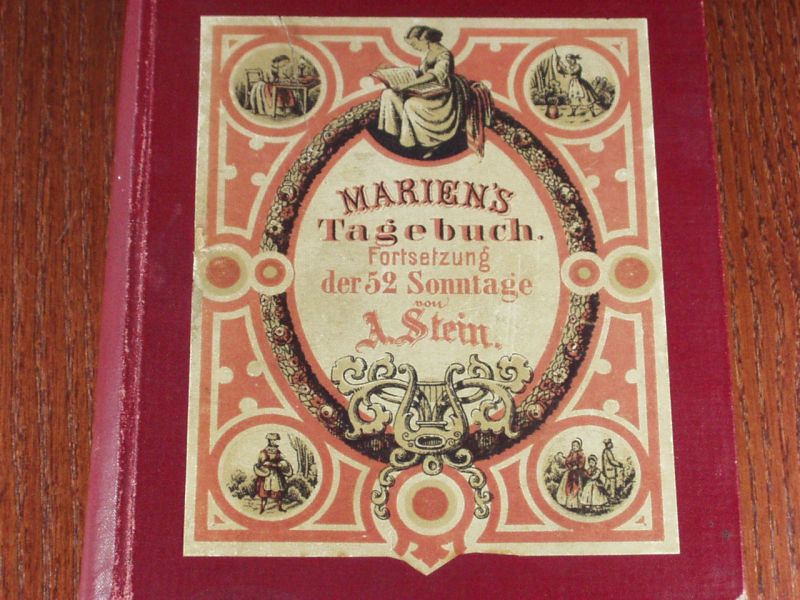 MARIEN'S
Tagebuch.
Fortsetzung
der 52 Sonntage
von
A. Stein.